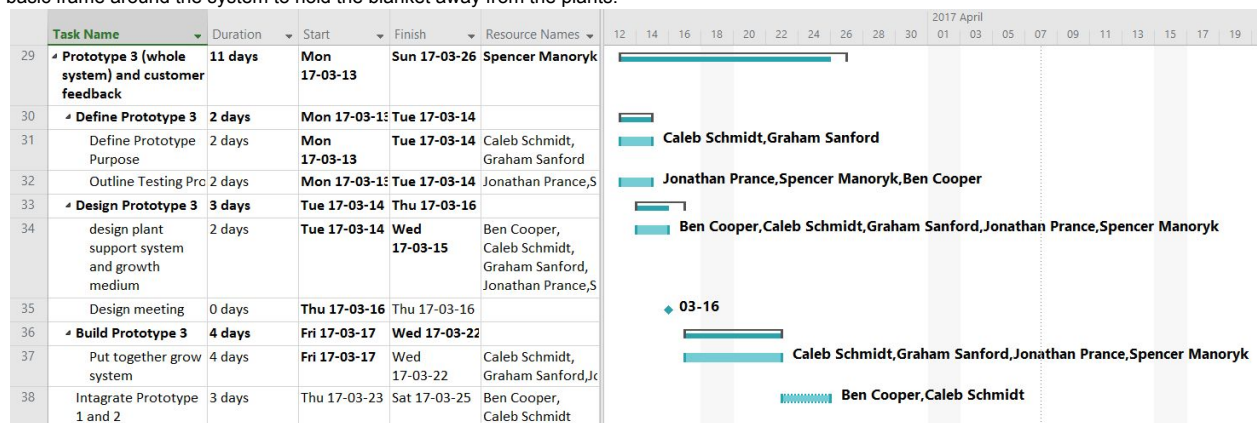 basic frame around the system to hold the blanket away from the plants.
2017 April
Task Name Duration Start Finish Resource Names 12 14 16 18 20 22 24 26 28 30 01 03 05 07 09 11 13 15 17 19
29 Prototype 3 (whole 11 days Mon Sun 17-03-26 Spencer Manoryk
system) and customer 17-03-13
feedback
30 Define Prototype 3 2 days Mon 17-03-13 Tue 17-03-14
31 Define Prototype 2 days Mon Tue 17-03-14 Caleb Schmidt, Caleb Schmidt,Graham Sanford
Purpose 17-03-13 Graham Sanford
32 Outline Testing Pro 2 days Mon 17-03-13 Tue 17-03-14 Jonathan Prance,S Jonathan Prance,Spencer Manoryk,Ben Cooper
33 Design Prototype 3 3 days Tue 17-03-14 Thu 17-03-16
34 design plant 2 days Tue 17-03-14 Wed Ben Cooper, Ben Cooper,Caleb Schmidt,Graham Sanford,Jonathan Prance,Spencer Manoryk
support system 17-03-15 Caleb Schmidt,
and growth Graham Sanford,
medium Jonathan Prance,S
35 Design meeting 0 days Thu 17-03-16 Thu 17-03-16 03-16
36 Build Prototype 3 4 days Fri 17-03-17 Wed 17-03-22
37 Put together grow 4 days Fri 17-03-17 Wed Caleb Schmidt, Caleb Schmidt,Graham Sanford,Jonathan Prance,Spencer Manoryk
system 17-03-22 Graham Sanford,Jo
38 Intagrate Prototype 3 days Thu 17-03-23 Sat 17-03-25 Ben Cooper, Ben Cooper,Caleb Schmidt
1 and 2 Caleb Schmidt